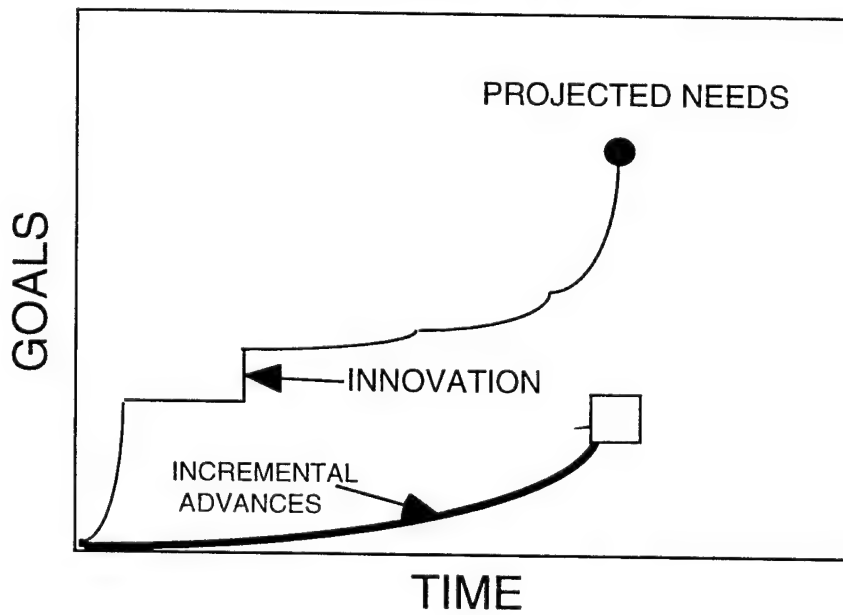 PROJECTED NEEDS
GOALS
INNOVATION
INCREMENTAL
ADVANCES
TIME